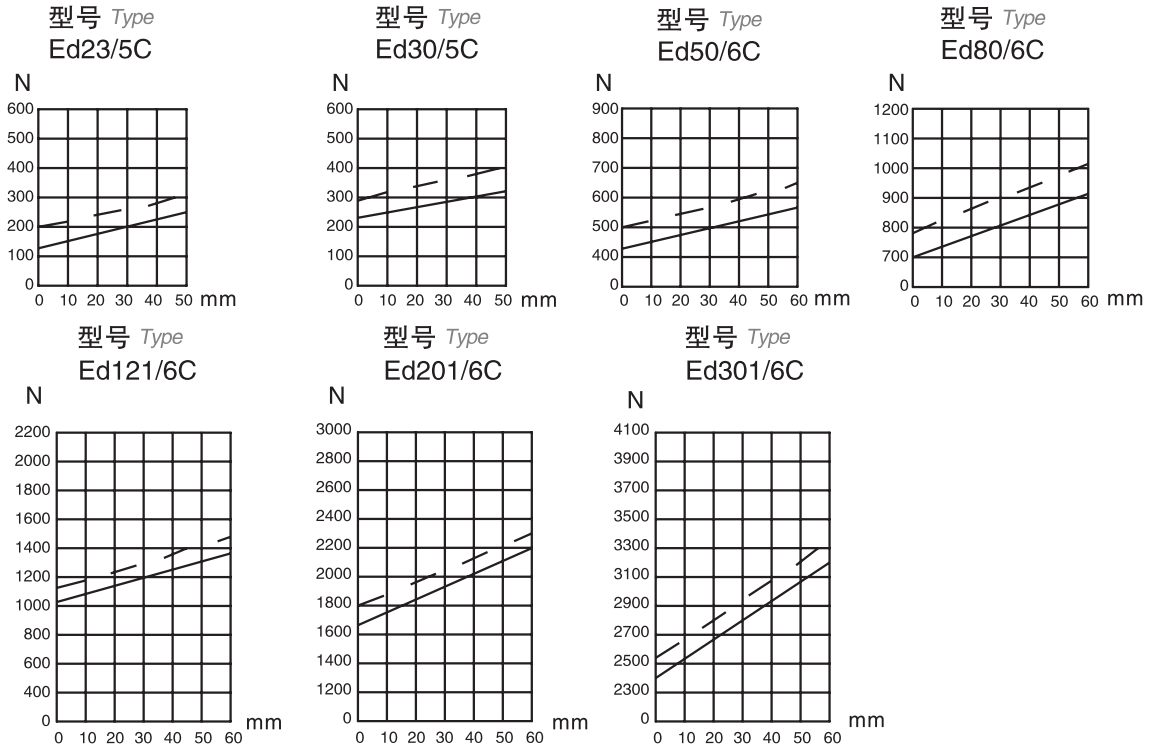 型号 Type
Ed23/5C
N
600
500
400
300
200
100
0
0 10 20 30 40 50 mm
型号 Type
Ed30/5C
N
600
500
400
300
200
100
0
0 10 20 30 40 50 mm
型号 Type
Ed50/6C
N
900
800
700
600
500
400
0
0 10 20 30 40 50 60 mm
型号 Type
Ed80/6C
N
1200
1100
1000
900
800
700
0
0 10 20 30 40 50 60 mm
型号 Type
Ed121/6C
N
2200
2000
1800
1600
1400
1200
1000
800
600
400
0
0 10 20 30 40 50 60 mm
型号 Type
Ed201/6C
N
3000
2800
2600
2400
2200
2000
1800
1600
1400
1200
0
0 10 20 30 40 50 60 mm
型号 Type
Ed301/6C
N
4100
3900
3700
3500
3300
3100
2900
2700
2500
2300
0
0 10 20 30 40 50 60 mm